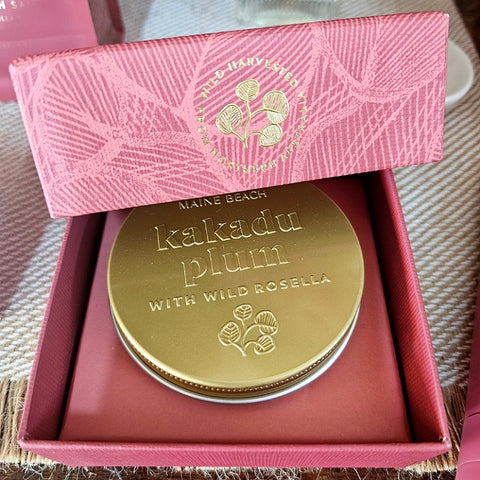 WILD HARVESTED
MAINE BEACH
kakadu
plum
WITH WILD ROSELLA